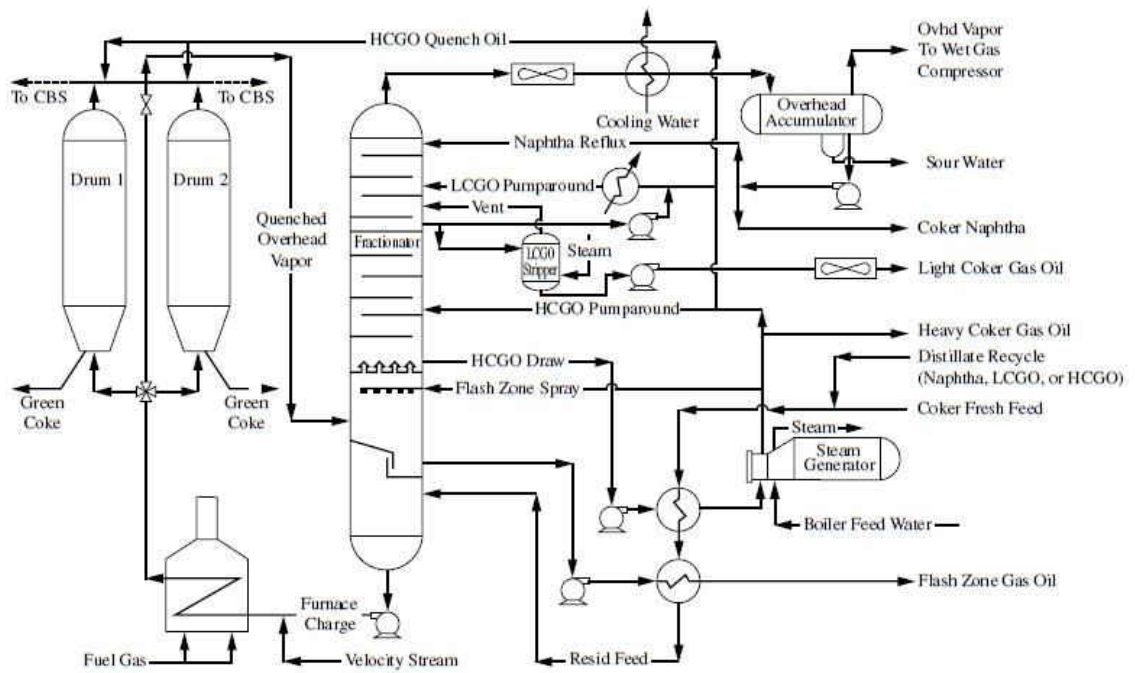 HCGO Quench Oil
Ovhd Vapor
To Wet Gas
Compressor
To CBS
To CBS
Cooling Water
Overhead
Accumulator
Naphtha Reflux
Sour Water
Drum 1
Drum 2
LCGO Pumparound
Vent
Quenched
Overhead
Vapor
Fractionator
LCGO
Stripper
Steam
Coker Naphtha
Light Coker Gas Oil
HCGO Pumparound
Heavy Coker Gas Oil
HCGO Draw
Distillate Recycle
(Naphtha, LCGO, or HCGO)
Flash Zone Spray
Coker Fresh Feed
Green
Coke
Green
Coke
Steam
Steam
Generator
Boiler Feed Water
Flash Zone Gas Oil
Furnace
Charge
Fuel Gas
Velocity Stream
Resid Feed